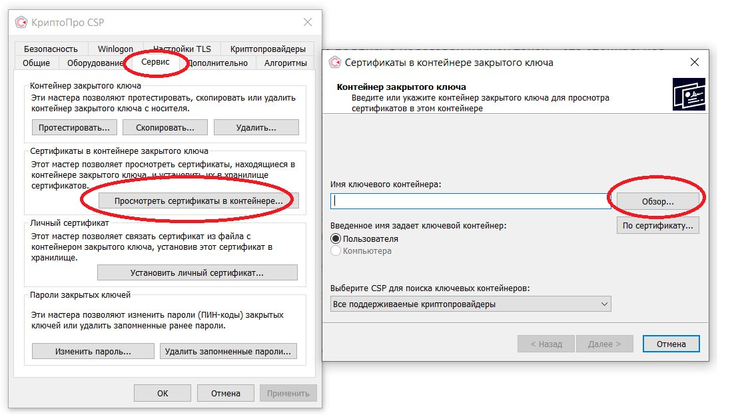 КриптоПро CSP
Безопасность Winlogon Настройки TLS Криптопровайдеры
Общие Оборудование Сервис Дополнительно Алгоритмы
Контейнер закрытого ключа
Эти мастера позволяют протестировать, скопировать или удалить
контейнер закрытого ключа с носителя.
Протестировать... Скопировать... Удалить...
Сертификаты в контейнере закрытого ключа
Этот мастер позволяет просмотреть сертификаты, находящиеся в
контейнере закрытого ключа, и установить их в хранилище
сертификатов.
Просмотреть сертификаты в контейнере...
Личный сертификат
Этот мастер позволяет связать сертификат из файла с
контейнером закрытого ключа, установив этот сертификат в
хранилище.
Установить личный сертификат...
Пароли закрытых ключей
Эти мастера позволяют изменить пароли (ПИН-коды) закрытых
ключей или удалить запомненные ранее пароли.
Изменить пароль... Удалить запомненные пароли...
ОК Отмена Применить
Сертификаты в контейнере закрытого ключа
Контейнер закрытого ключа
Введите или укажите контейнер закрытого ключа для просмотра
сертификатов в этом контейнере
Имя ключевого контейнера:
Обзор...
Введенное имя задает ключевой контейнер:
По сертификату...
Пользователя
Компьютера
Выберите CSP для поиска ключевых контейнеров:
Все поддерживаемые криптопровайдеры
< Назад Далее > Отмена